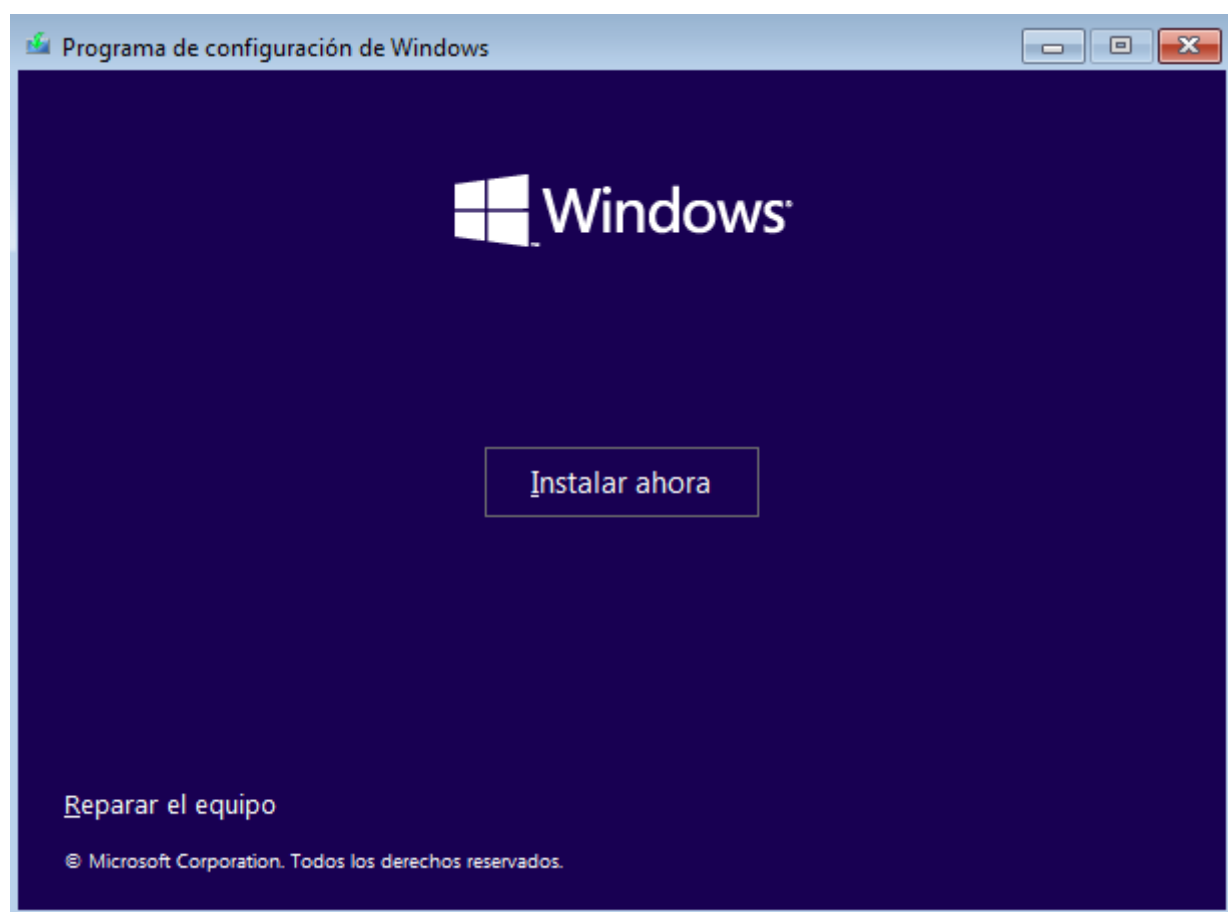 Programa de configuración de Windows
Windows
Instalar ahora
Reparar el equipo
© Microsoft Corporation. Todos los derechos reservados.